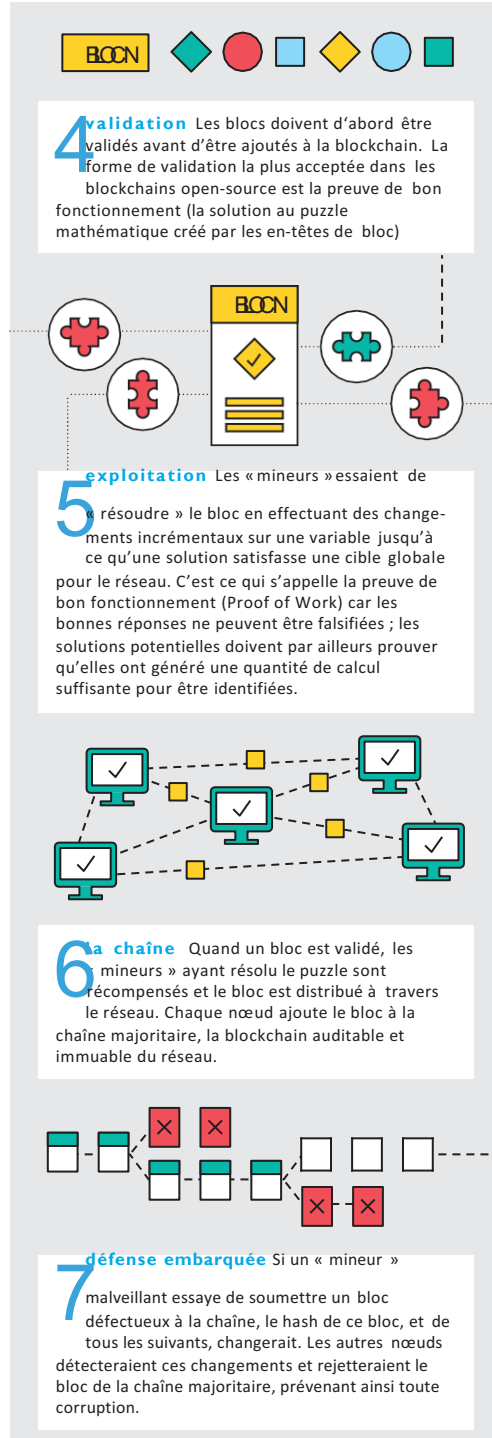 BLOCN
4 validation Les blocs doivent d‘abord être
validés avant d’être ajoutés à la blockchain. La
forme de validation la plus acceptée dans les
blockchains open-source est la preuve de bon
fonctionnement (la solution au puzzle
mathématique créé par les en-têtes de bloc)
BLOCN
5 exploitation Les « mineurs » essaient de
« résoudre » le bloc en effectuant des change-
ments incrémentaux sur une variable jusqu’à
ce qu’une solution satisfasse une cible globale
pour le réseau. C’est ce qui s’appelle la preuve de
bon fonctionnement (Proof of Work) car les
bonnes réponses ne peuvent être falsifiées ; les
solutions potentielles doivent par ailleurs prouver
qu’elles ont généré une quantité de calcul
suffisante pour être identifiées.
6 la chaîne Quand un bloc est validé, les
« mineurs » ayant résolu le puzzle sont
récompensés et le bloc est distribué à travers
le réseau. Chaque nœud ajoute le bloc à la
chaîne majoritaire, la blockchain auditable et
immuable du réseau.
7 défense embarquée Si un « mineur »
malveillant essaye de soumettre un bloc
défectueux à la chaîne, le hash de ce bloc, et de
tous les suivants, changerait. Les autres nœuds
détecteraient ces changements et rejetteraient le
bloc de la chaîne majoritaire, prévenant ainsi toute
corruption.